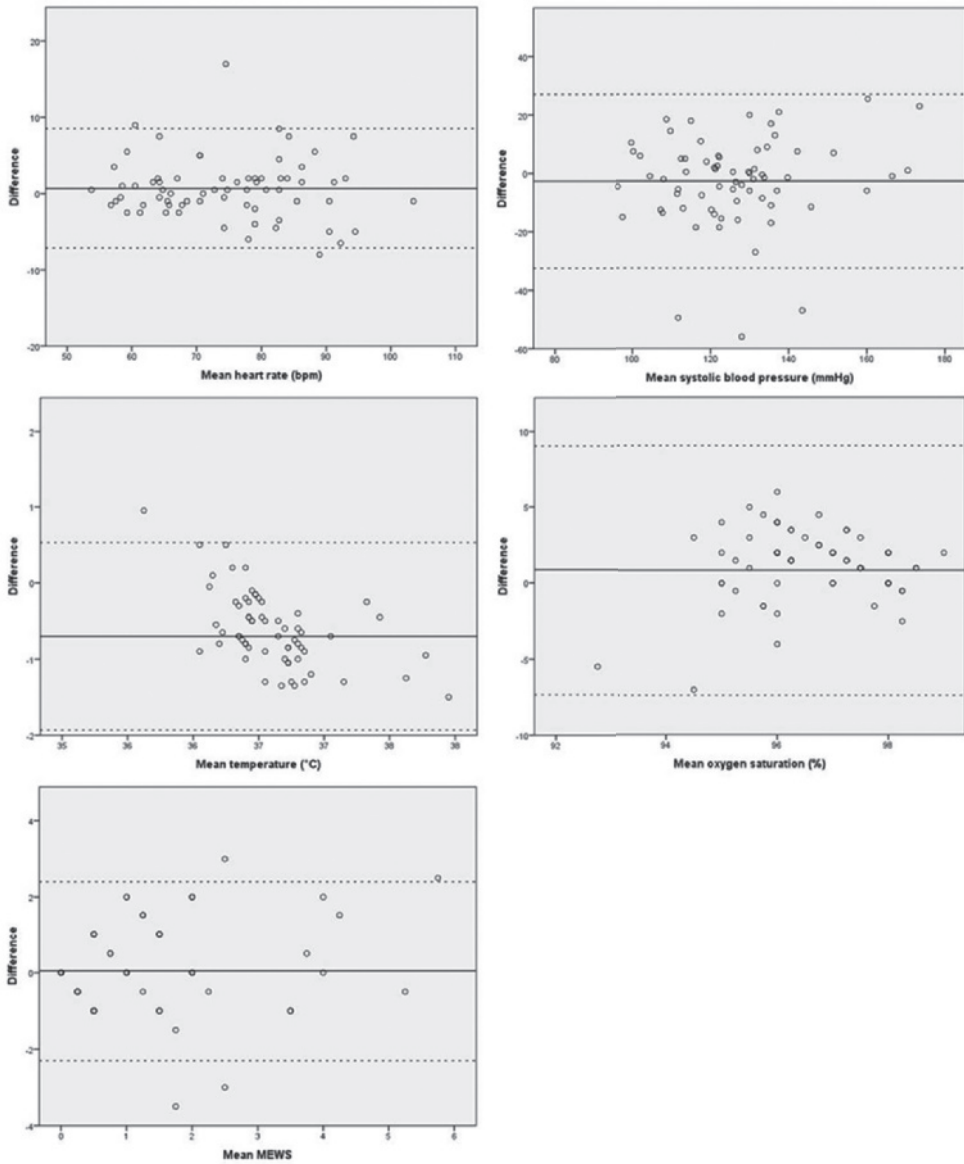 20
10
0
-10
-20
Difference
50 60 70 80 90 100 110
Mean heart rate (bpm)
40
20
0
-20
-40
-60
Difference
80 100 120 140 160 180
Mean systolic blood pressure (mmHg)
2
1
0
-1
-2
Difference
35 36 36 37 37 38 38
Mean temperature (°C)
10
5
0
-5
-10
Difference
92 94 96 98
Mean oxygen saturation (%)
4
2
0
-2
-4
Difference
0 1 2 3 4 5 6
Mean MEWS